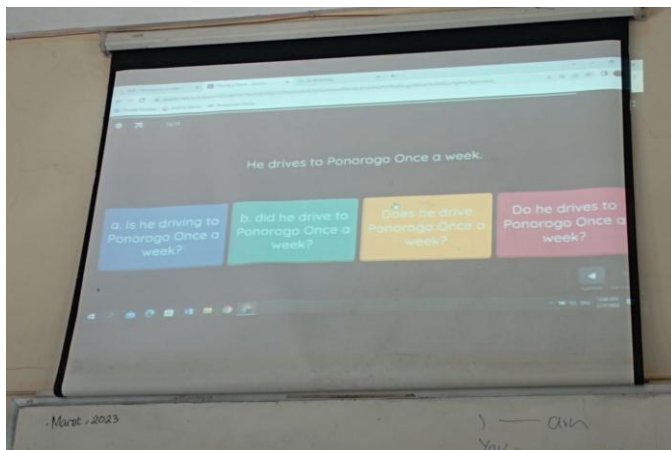 He drives to Ponorogo Once a week.
a. Is he driving to
Ponorogo Once a
week?
b. did he drive to
Ponorogo Once a
week?
Does he drive
Ponorogo Once a
week?
Do he drives to
Ponorogo Once a
week?
Maret, 2023
am
You